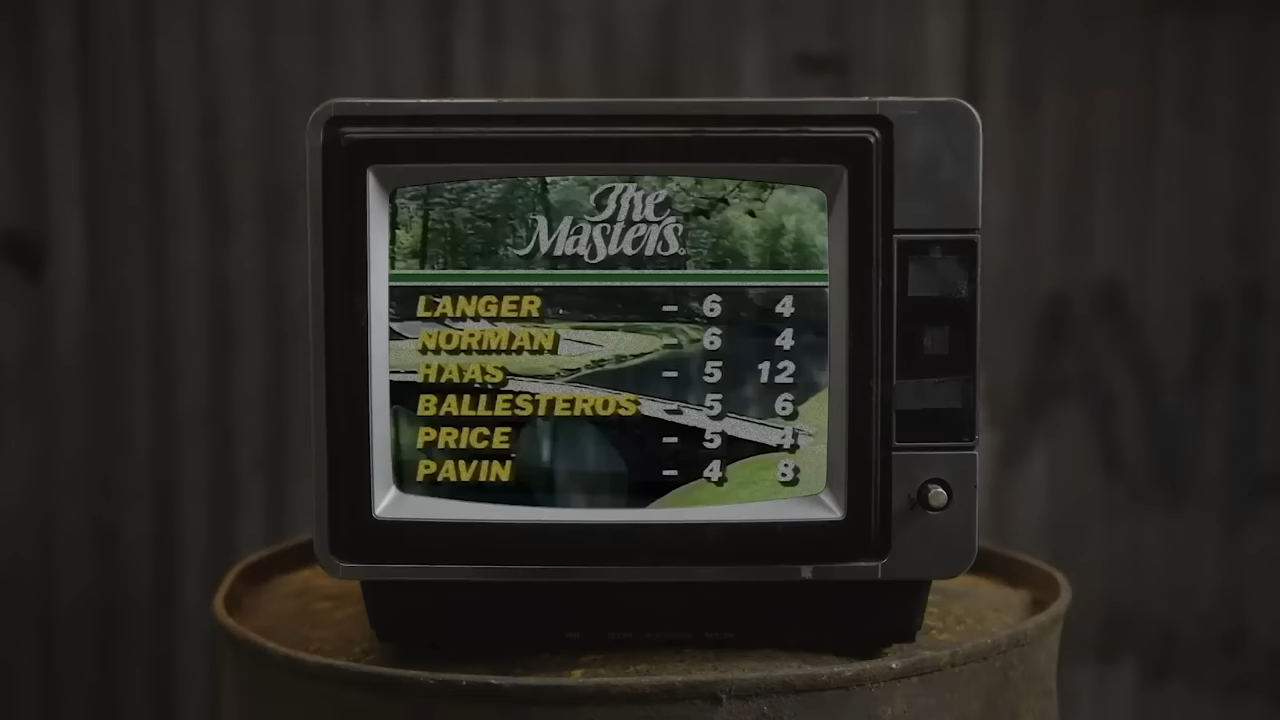 The
Masters
LANGER - 6 4
NORMAN - 6 4
HAAS - 5 12
BALLESTEROS - 5 6
PRICE - 5 4
PAVIN - 4 8